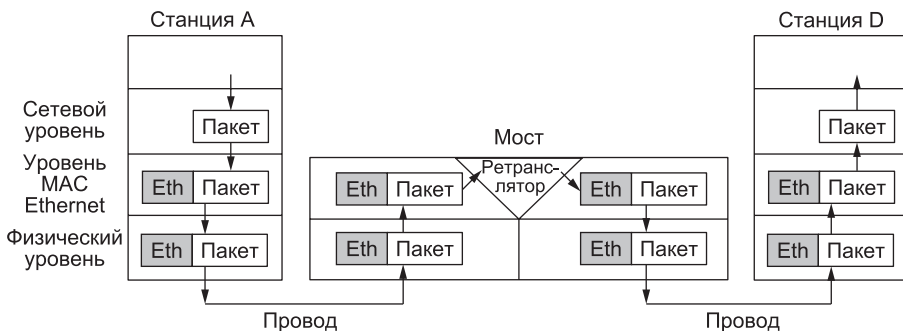 Станция A
Станция D
Сетевой
уровень
Пакет
Пакет
Мост
Уровень
MAC
Ethernet
Eth Пакет
Eth Пакет
Ретранс-
лятор
Eth Пакет
Eth Пакет
Физический
уровень
Eth Пакет
Eth Пакет
Eth Пакет
Eth Пакет
Провод
Провод